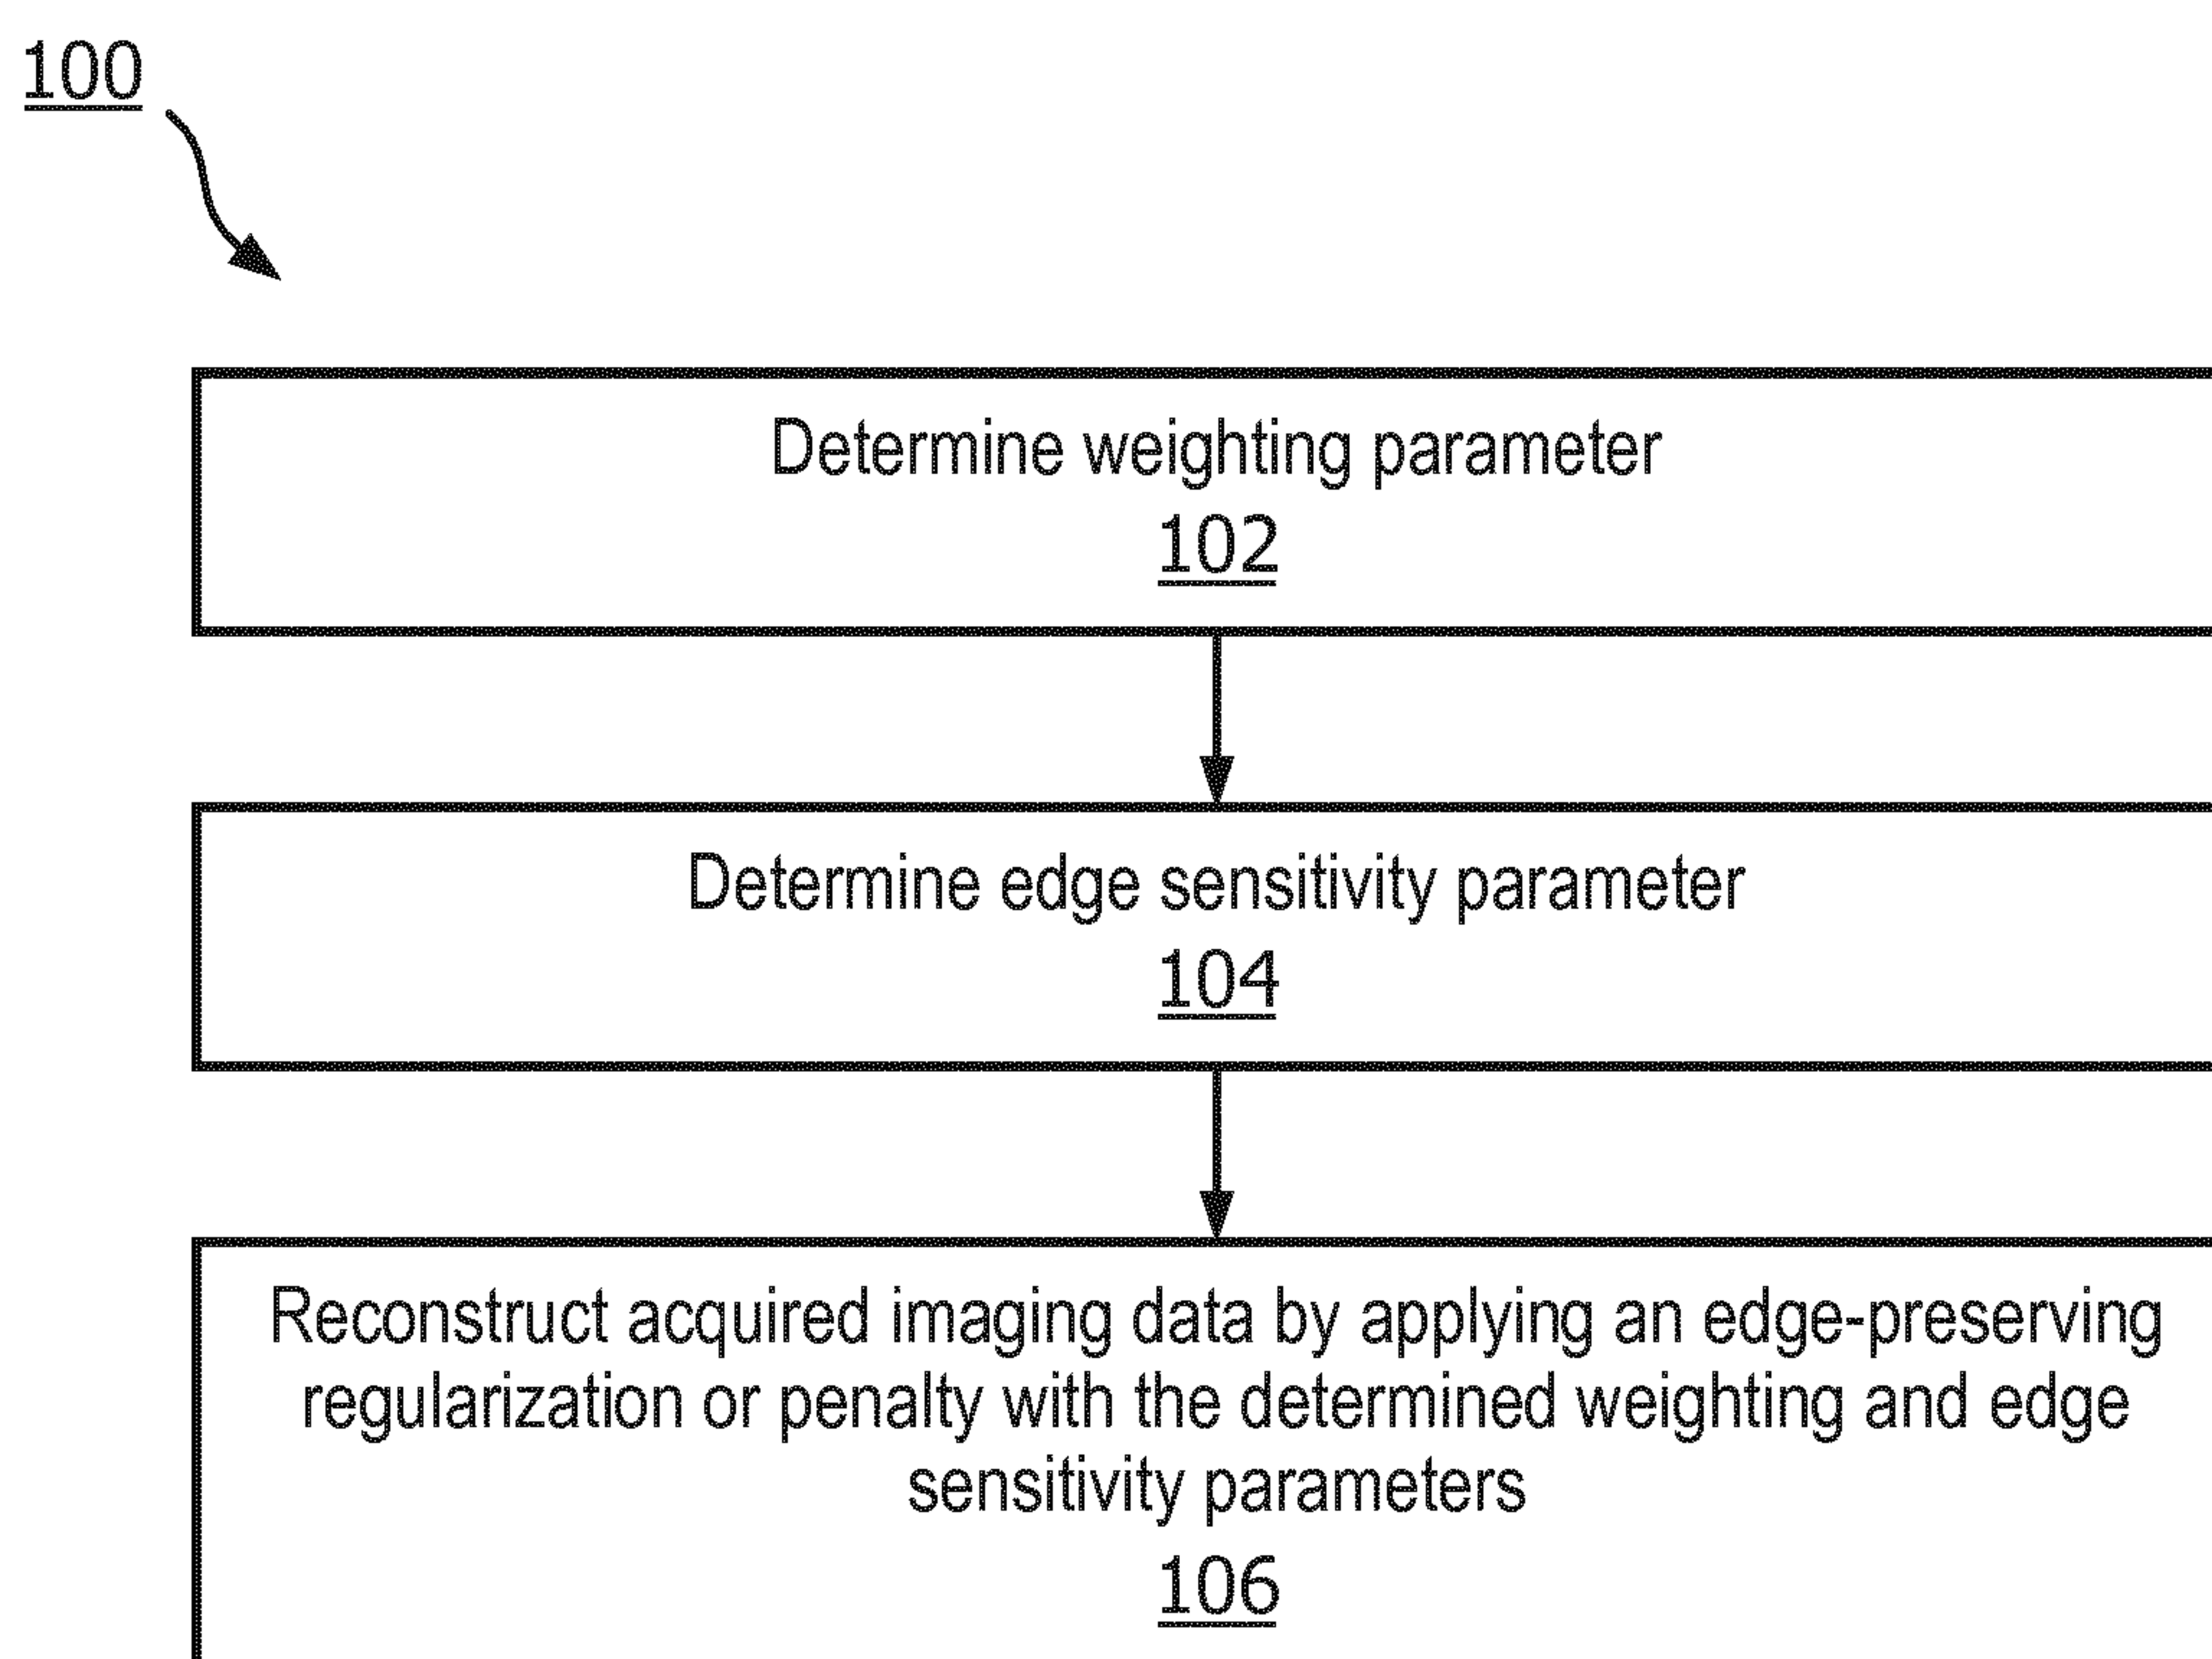 100
Determine weighting parameter
102
Determine edge sensitivity parameter
104
Reconstruct acquired imaging data by applying an edge-preserving
regularization or penalty with the determined weighting and edge
sensitivity parameters
106